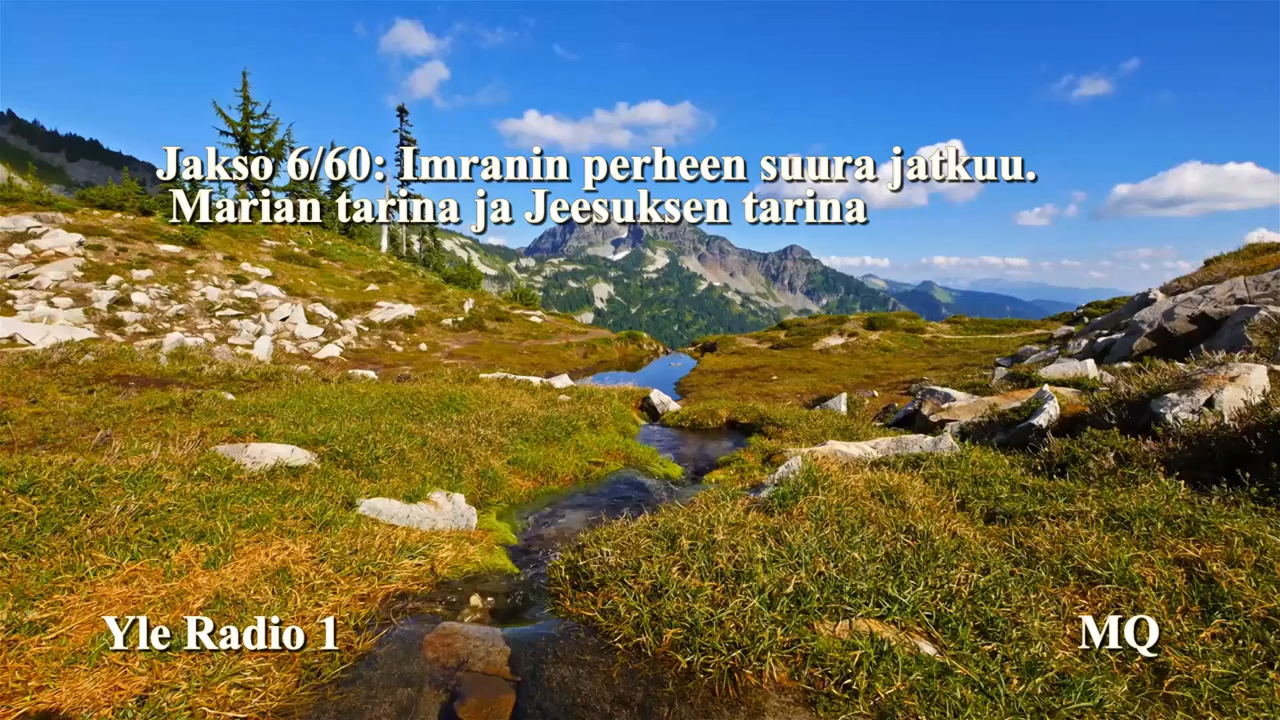 Jakso 6/60: Imranin perheen suura jatkuu.
Marian tarina ja Jeesuksen tarina
Yle Radio 1
MQ